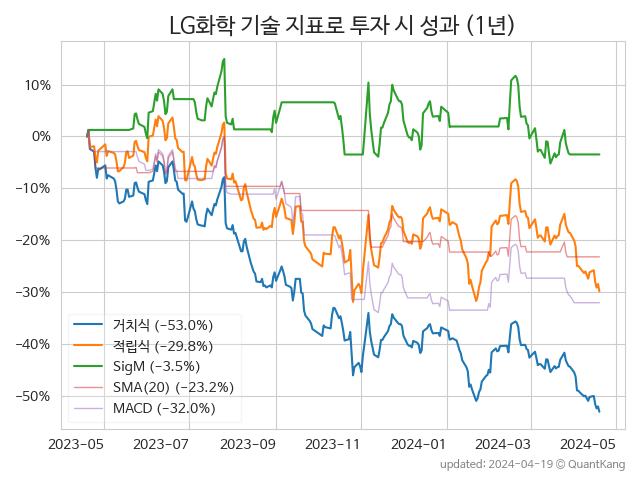 LG화학 기술 지표로 투자 시 성과 (1년)
10%
0%
−10%
−20%
−30%
−40%
−50%
거치식 (−53.0%)
적립식 (−29.8%)
SigM (−3.5%)
SMA(20) (−23.2%)
MACD (−32.0%)
2023-05 2023-07 2023-09 2023-11 2024-01 2024-03 2024-05
updated: 2024-04-19 © QuantKang